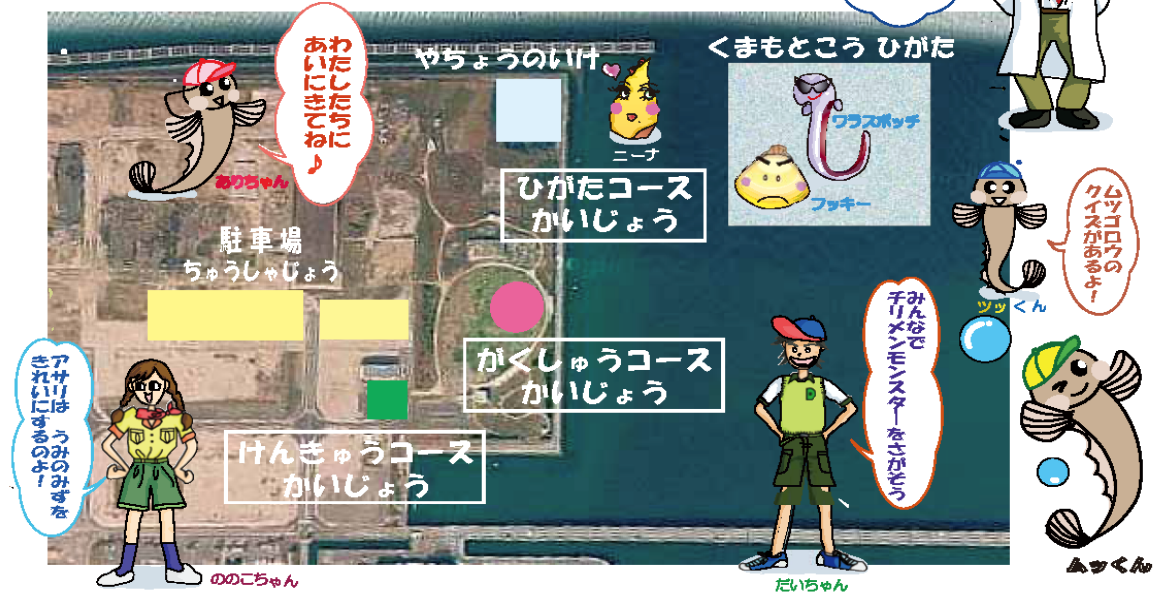 わたしたちに
あいにきてね♪
ありちゃん
やちょうのいけ
ニーナ
くまもとこう ひがた
ワラスボッチ
フッキー
ひがたコース
かいじょう
駐車場
ちゅうしゃじょう
ムツゴロウの
クイズがあるよ!
ツッくん
みんなで
チリメンモンスターをさがそう
がくしゅうコース
かいじょう
アサリは うみのみずを
きれいにするのよ!
けんきゅうコース
かいじょう
ののこちゃん
だいちゃん
ムッくん